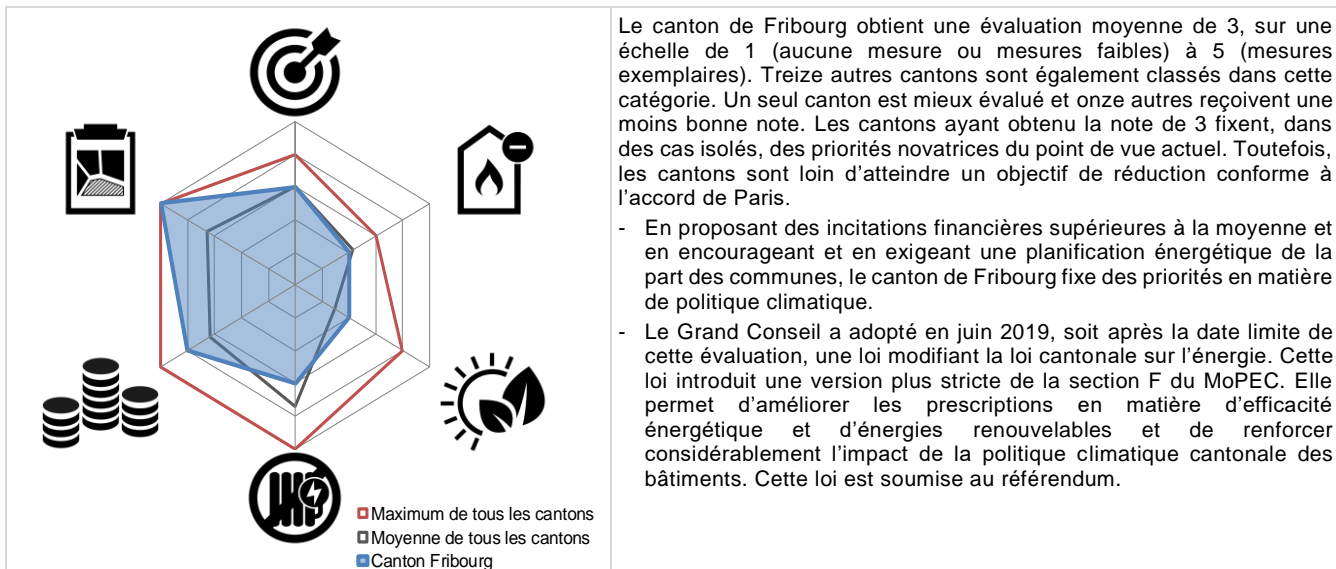 Le canton de Fribourg obtient une évaluation moyenne de 3, sur une
échelle de 1 (aucune mesure ou mesures faibles) à 5 (mesures
exemplaires). Treize autres cantons sont également classés dans cette
catégorie. Un seul canton est mieux évalué et onze autres reçoivent une
moins bonne note. Les cantons ayant obtenu la note de 3 fixent, dans
des cas isolés, des priorités novatrices du point de vue actuel. Toutefois,
les cantons sont loin d'atteindre un objectif de réduction conforme à
l'accord de Paris.
- En proposant des incitations financières supérieures à la moyenne et
en encourageant et en exigeant une planification énergétique de la
part des communes, le canton de Fribourg fixe des priorités en matière
de politique climatique.
- Le Grand Conseil a adopté en juin 2019, soit après la date limite de
cette évaluation, une loi modifiant la loi cantonale sur l'énergie. Cette
loi introduit une version plus stricte de la section F du MoPEC. Elle
permet d'améliorer les prescriptions en matière d'efficacité
énergétique et d'énergies renouvelables et de renforcer
considérablement l'impact de la politique climatique cantonale des
bâtiments. Cette loi est soumise au référendum.
Maximum de tous les cantons
Moyenne de tous les cantons
Canton Fribourg